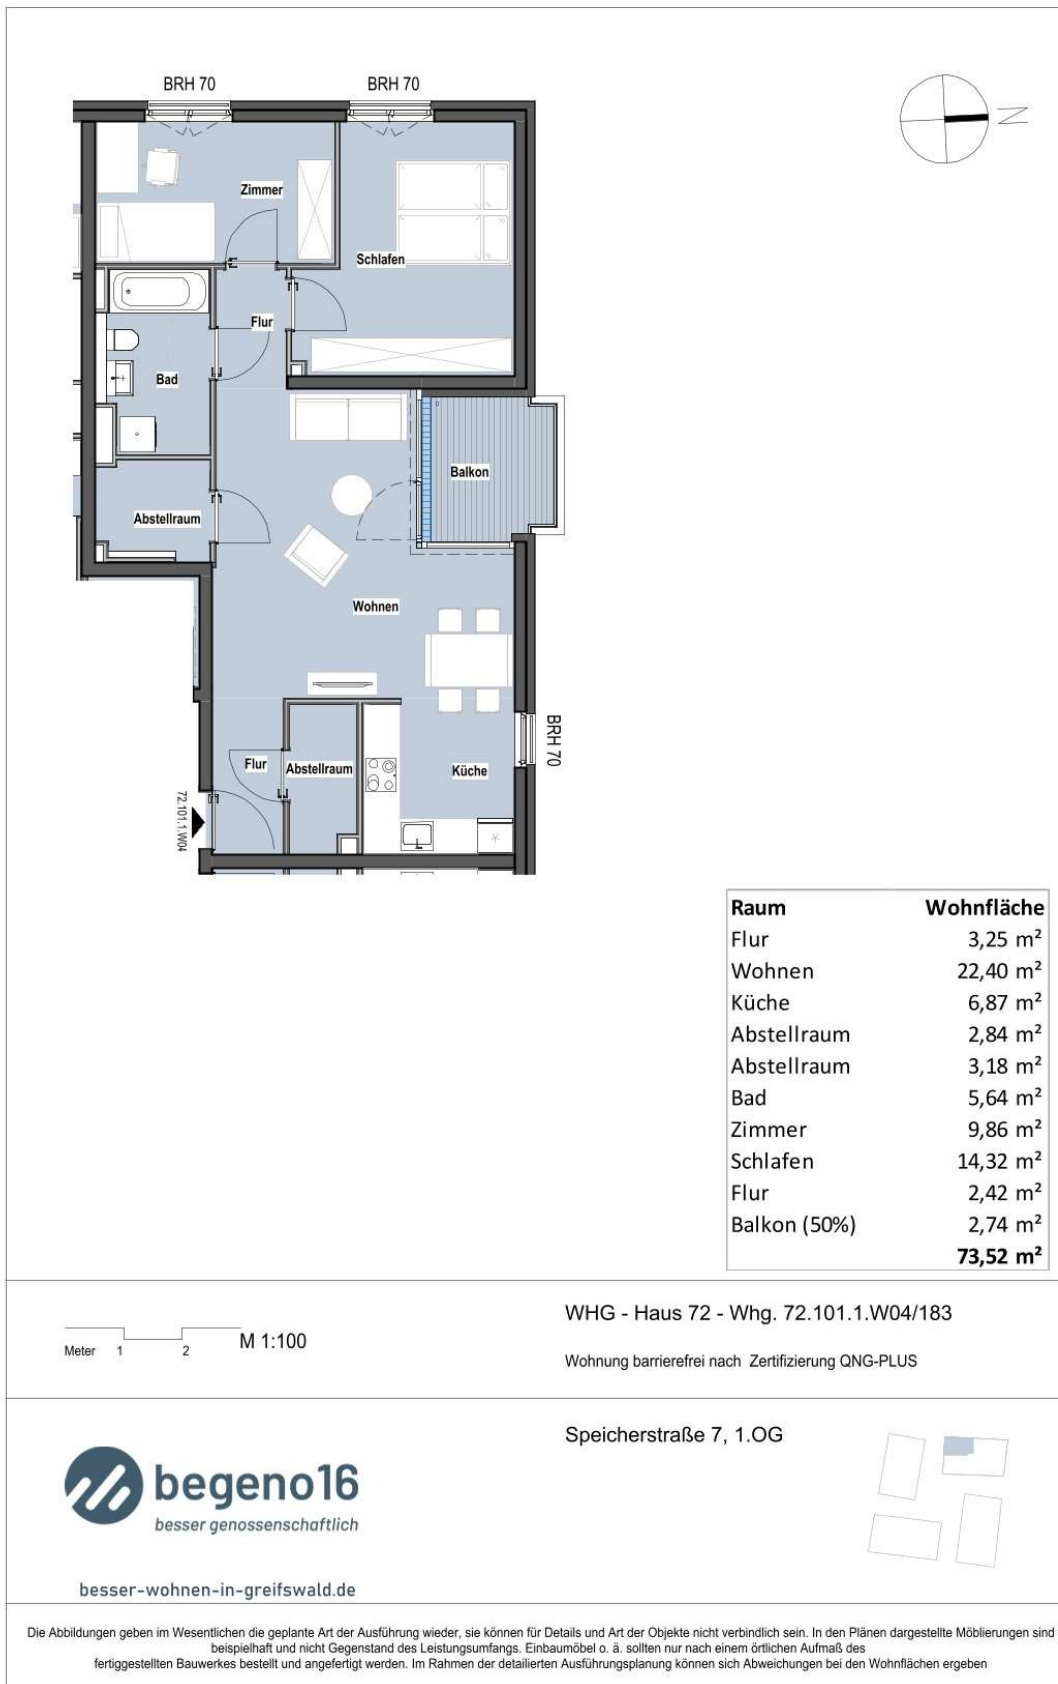 BRH 70 BRH 70
N
Zimmer
Schlafen
Flur
Bad
Balkon
Abstellraum
Wohnen
BRH 70
Flur
Abstellraum
Küche
72.101.1.W04
Raum Wohnfläche
Flur 3,25 m²
Wohnen 22,40 m²
Küche 6,87 m²
Abstellraum 2,84 m²
Abstellraum 3,18 m²
Bad 5,64 m²
Zimmer 9,86 m²
Schlafen 14,32 m²
Flur 2,42 m²
Balkon (50%) 2,74 m²
73,52 m²
Meter 1 2 M 1:100
WHG - Haus 72 - Whg. 72.101.1.W04/183
Wohnung barrierefrei nach Zertifizierung QNG-PLUS
Speicherstraße 7, 1.OG
begeno16
besser genossenschaftlich
besser-wohnen-in-greifswald.de
Die Abbildungen geben im Wesentlichen die geplante Art der Ausführung wieder, sie können für Details und Art der Objekte nicht verbindlich sein. In den Plänen dargestellte Möblierungen sind
beispielhaft und nicht Gegenstand des Leistungsumfangs. Einbaumöbel o. ä. sollten nur nach einem örtlichen Aufmaß des
fertiggestellten Bauwerkes bestellt und angefertigt werden. Im Rahmen der detailierten Ausführungsplanung können sich Abweichungen bei den Wohnflächen ergeben